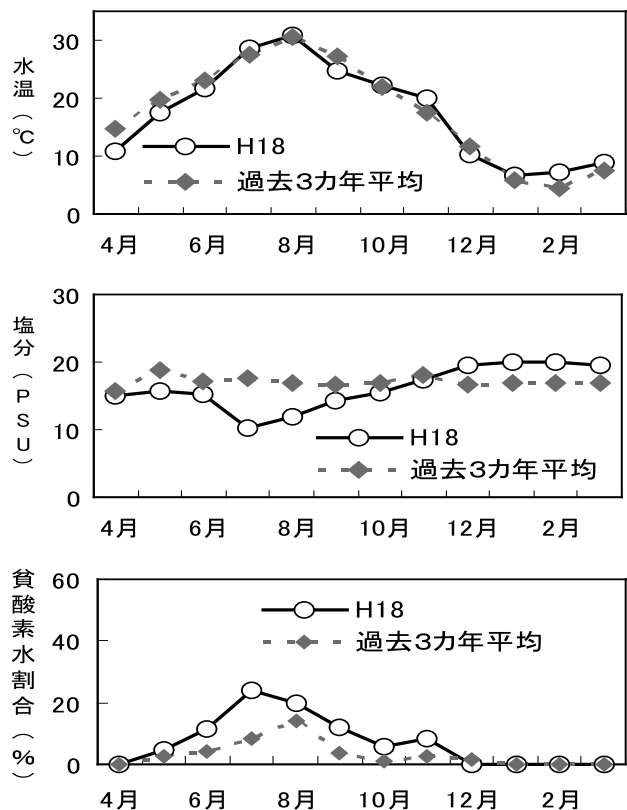 水温（℃）
30
20
10
0
H18
過去3カ年平均
4月 6月 8月 10月 12月 2月
塩分（PSU）
30
20
10
0
H18
過去3カ年平均
4月 6月 8月 10月 12月 2月
貧酸素水割合（%）
60
40
20
0
H18
過去3カ年平均
4月 6月 8月 10月 12月 2月